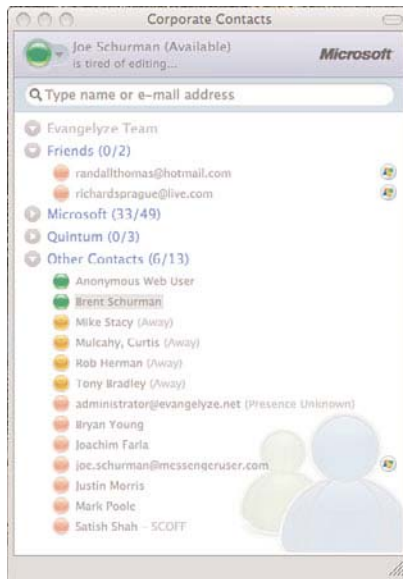 Corporate Contacts
Joe Schurman (Available)
is tired of editing...
Microsoft
Type name or e-mail address
Evangelyze Team
Friends (0/2)
randallthomas@hotmail.com
richardsprague@live.com
Microsoft (33/49)
Quintum (0/3)
Other Contacts (6/13)
Anonymous Web User
Brent Schurman
Mike Stacy (Away)
Mulcahy, Curtis (Away)
Rob Herman (Away)
Tony Bradley (Away)
administrator@evangelyze.net (Presence Unknown)
Bryan Young
Joachim Farla
joe.schurman@messengeruser.com
Justin Morris
Mark Poole
Satish Shah – SCOFF